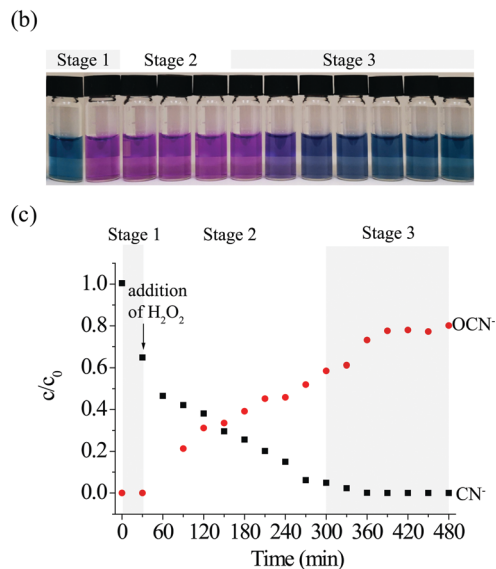 (b)
Stage 1 Stage 2 Stage 3
(c)
Stage 1 Stage 2 Stage 3
1.0
addition
of H₂O₂
0.8
OCN⁻
0.6
c/c₀
0.4
0.2
0.0
CN⁻
0 60 120 180 240 300 360 420 480
Time (min)